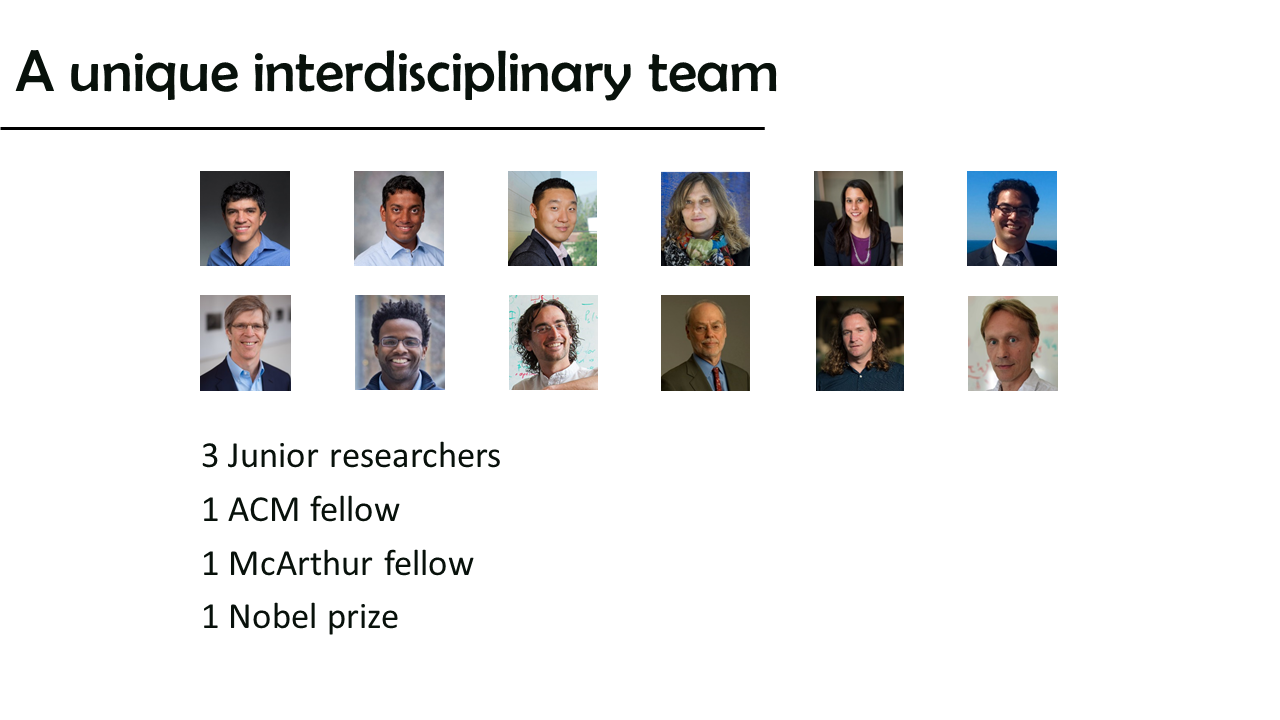 A unique interdisciplinary team
3 Junior researchers
1 ACM fellow
1 McArthur fellow
1 Nobel prize